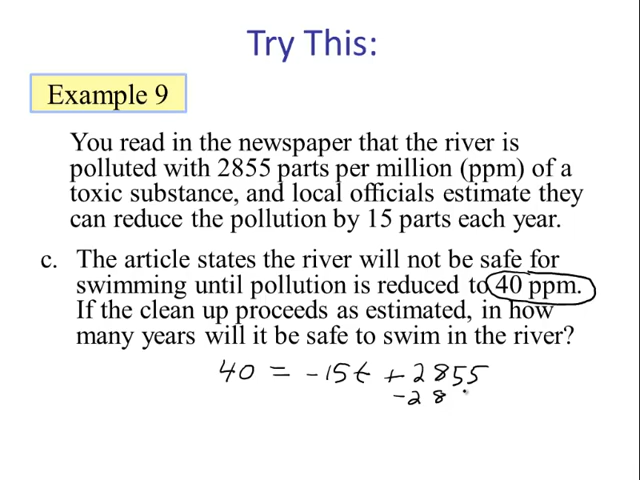 Try This:
Example 9
You read in the newspaper that the river is
polluted with 2855 parts per million (ppm) of a
toxic substance, and local officials estimate they
can reduce the pollution by 15 parts each year.
c. The article states the river will not be safe for
swimming until pollution is reduced to 40 ppm.
If the clean up proceeds as estimated, in how
many years will it be safe to swim in the river?
40 = -15t + 2855
-28